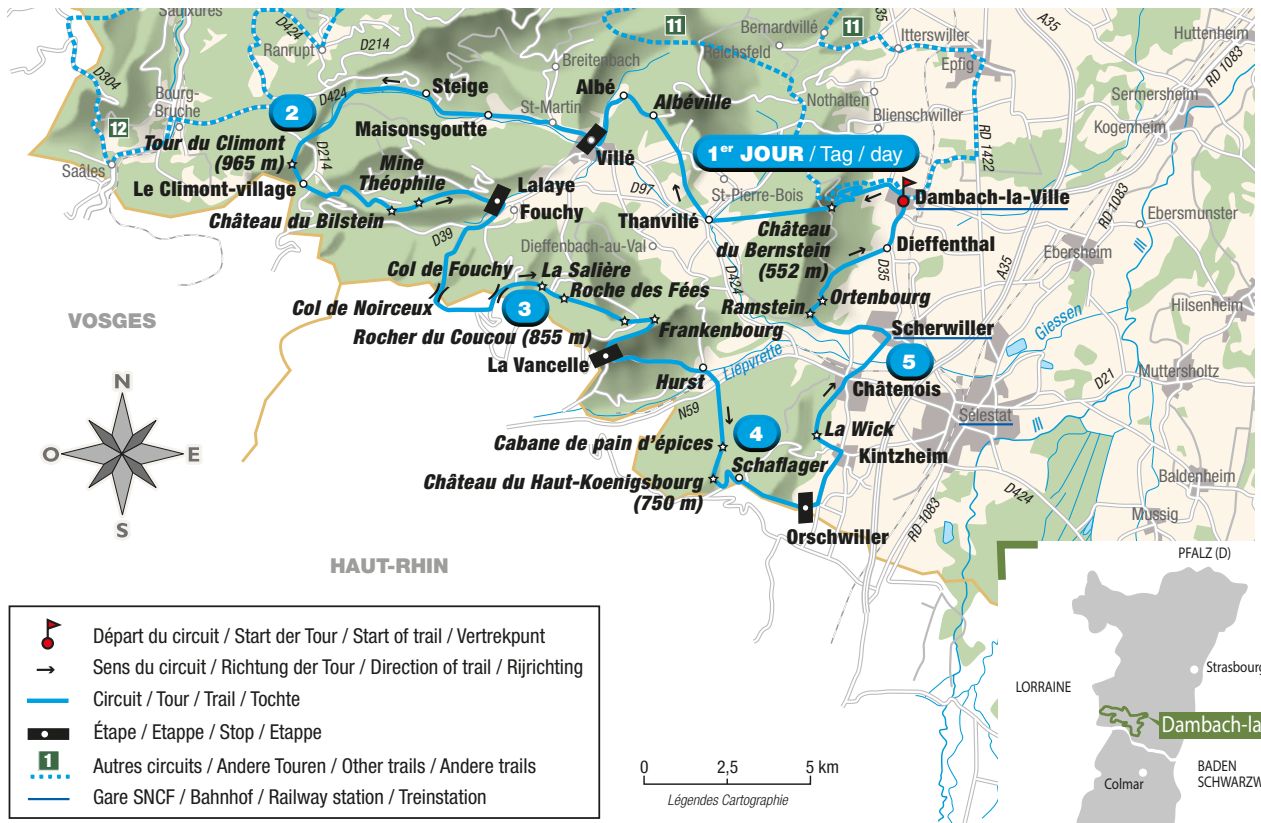 Saulxures
D424
Ranrupt
D214
11
Bernardvillé
11
D35
A35
Huttenheim
Reichsfeld
Itterswiller
RD 1083
Epfig
D304
Bourg-
Bruche
D424
Steige
Breitenbach
Albé
Albéville
Nothalten
Sermersheim
2
St-Martin
Blienschwiller
Kogenheim
12
Maisonsgoutte
Tour du Climont
(965 m)
D214
Mine
Théophile
Villé
1er JOUR / Tag / day
RD 1422
Saâles
Le Climont-village
Lalaye
D97
St-Pierre-Bois
Dambach-la-Ville
Château du Bilstein
Fouchy
Thanvillé
Château
du Bernstein
(552 m)
RD 1083
Ebersmunster
D39
Dieffenbach-au-Val
Dieffenthal
Ebersheim
Ill
D424
D35
A35
Col de Fouchy
La Salière
Roche des Fées
Ortenbourg
Hilsenheim
Col de Noirceux
3
Ramstein
VOSGES
Rocher du Coucou (855 m)
Frankenbourg
Scherwiller
Giessen
La Vancelle
Liepvrette
5
Hurst
Châtenois
D21
Muttersholtz
N
N59
Sélestat
Ill
O
E
S
4
Cabane de pain d'épices
La Wick
Schaflager
Kintzheim
Château du Haut-Koenigsbourg
(750 m)
Baldenheim
D424
Mussig
Orschwiller
RD 1083
HAUT-RHIN
Départ du circuit / Start der Tour / Start of trail / Vertrekpunt
Sens du circuit / Richtung der Tour / Direction of trail / Rijrichting
Circuit / Tour / Trail / Tochte
Étape / Etappe / Stop / Etappe
1
Autres circuits / Andere Touren / Other trails / Andere trails
Gare SNCF / Bahnhof / Railway station / Treinstation
0 2,5 5 km
Légendes Cartographie
PFALZ (D)
Strasbourg
LORRAINE
Dambach-la
BADEN
SCHWARZW
Colmar